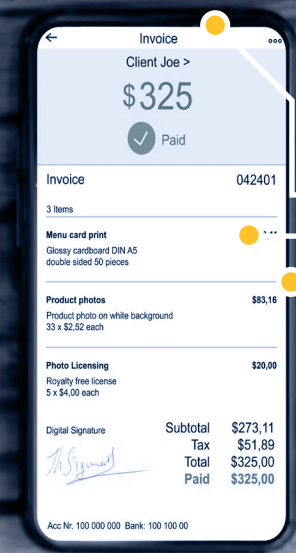 Invoice
Client Joe >
$325
Paid
Invoice 042401
3 Items
Menu card print
Glossy cardboard DIN A5
double sided 50 pieces
Product photos $83,16
Product photo on white background
33 x $2,52 each
Photo Licensing $20,00
Royalty free license
5 x $4,00 each
Digital Signature
Subtotal $273,11
Tax $51,89
Total $325,00
Paid $325,00
Acc Nr. 100 000 000 Bank: 100 100 00